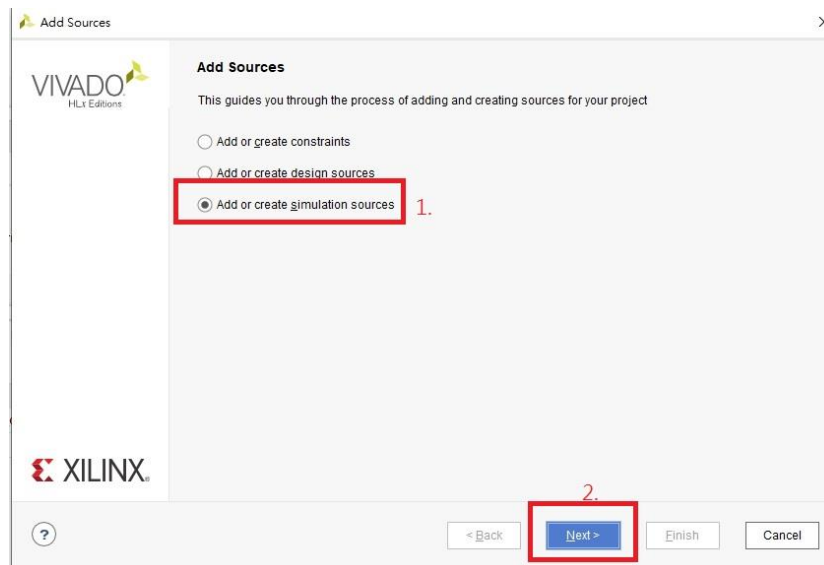 Add Sources
VIVADO
HLx Editions
Add Sources
This guides you through the process of adding and creating sources for your project
Add or create constraints
Add or create design sources
Add or create simulation sources
1.
XILINX
2.
?
< Back
Next >
Finish
Cancel